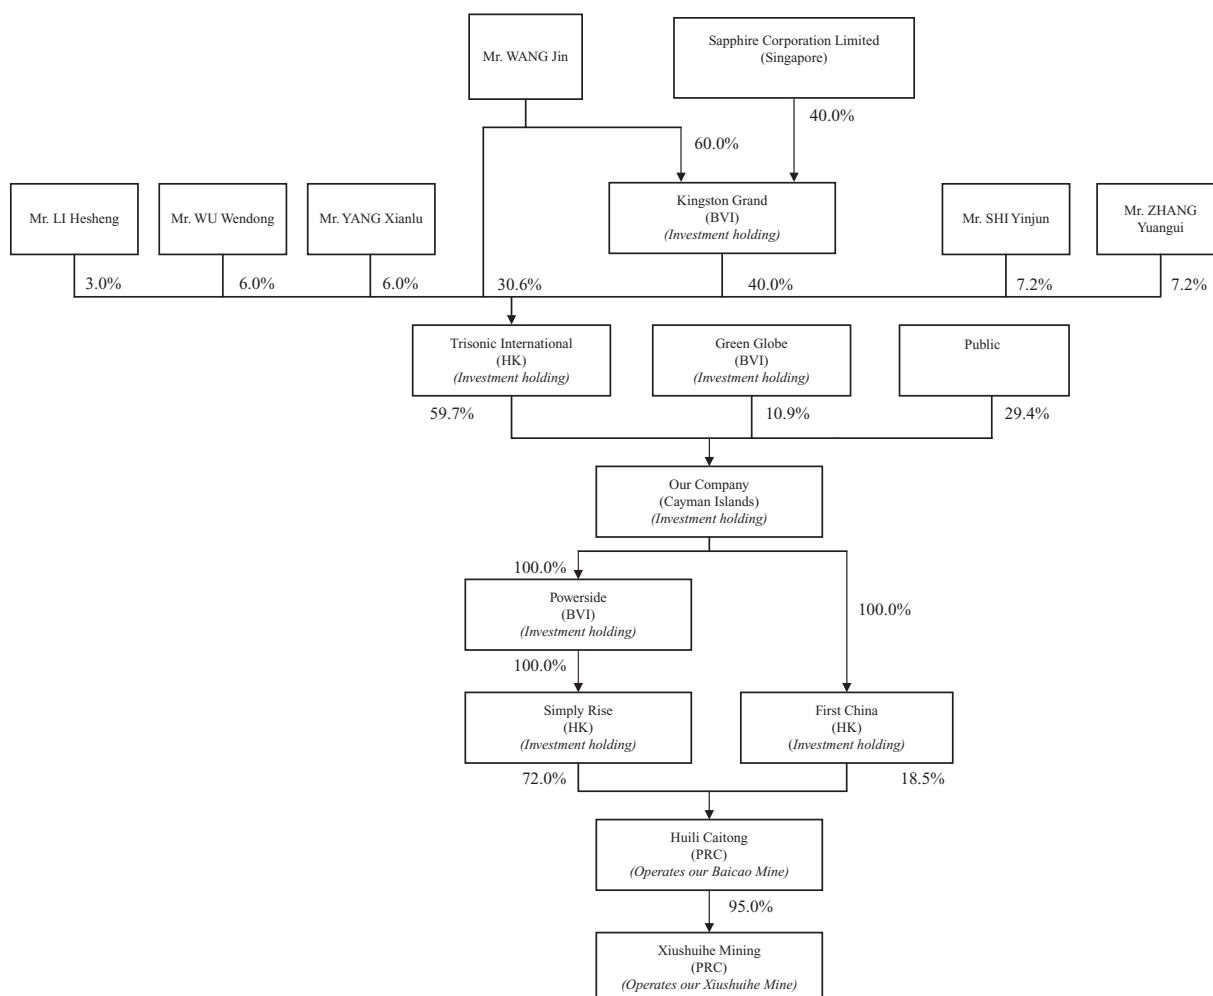 Mr. WANG Jin
Sapphire Corporation Limited
(Singapore)
40.0%
60.0%
Mr. LI Hesheng
Mr. WU Wendong
Mr. YANG Xianlu
Kingston Grand
(BVI)
(Investment holding)
Mr. SHI Yinjun
Mr. ZHANG
Yuangui
3.0%
6.0%
6.0%
30.6%
40.0%
7.2%
7.2%
Trisonic International
(HK)
(Investment holding)
Green Globe
(BVI)
(Investment holding)
Public
59.7%
10.9%
29.4%
Our Company
(Cayman Islands)
(Investment holding)
100.0%
Powerside
(BVI)
(Investment holding)
100.0%
100.0%
Simply Rise
(HK)
(Investment holding)
First China
(HK)
(Investment holding)
72.0%
18.5%
Huili Caitong
(PRC)
(Operates our Baicao Mine)
95.0%
Xiushuihe Mining
(PRC)
(Operates our Xiushuihe Mine)